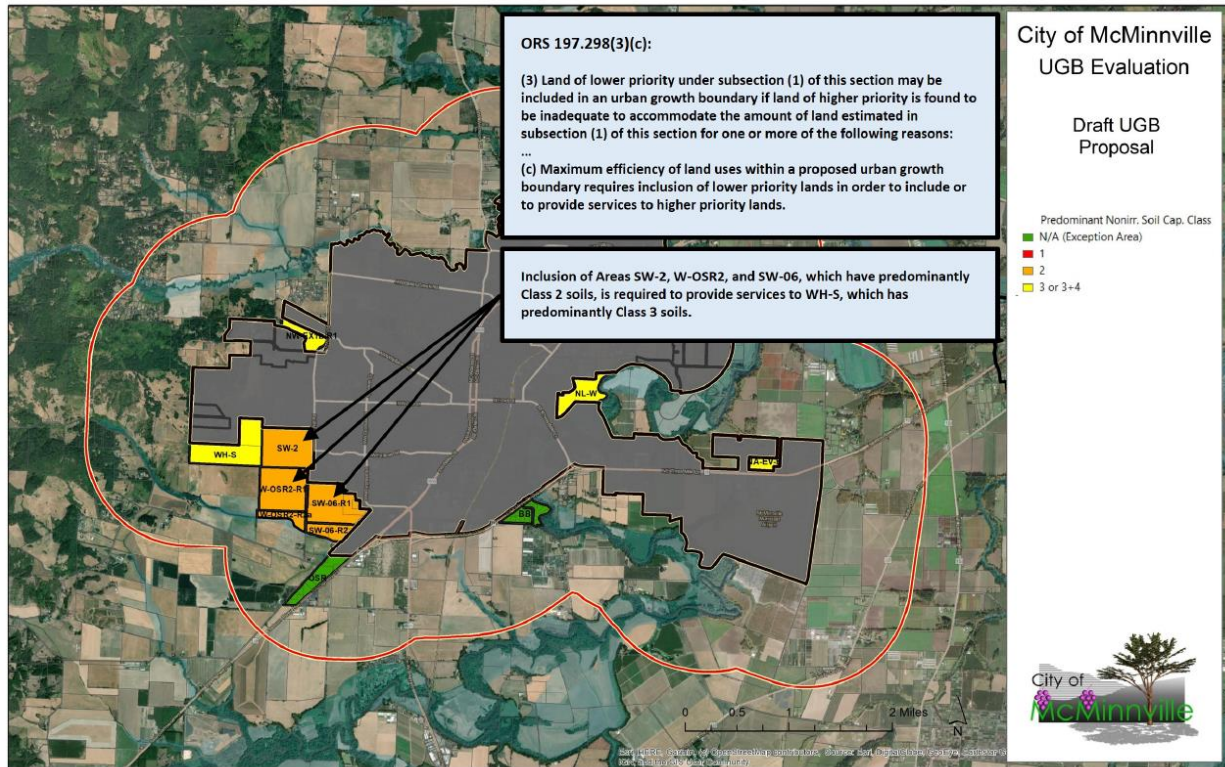 ORS 197.298(3)(c):
(3) Land of lower priority under subsection (1) of this section may be
included in an urban growth boundary if land of higher priority is found to
be inadequate to accommodate the amount of land estimated in
subsection (1) of this section for one or more of the following reasons:
...
(c) Maximum efficiency of land uses within a proposed urban growth
boundary requires inclusion of lower priority lands in order to include or
to provide services to higher priority lands.
Inclusion of Areas SW-2, W-OSR2, and SW-06, which have predominantly
Class 2 soils, is required to provide services to WH-S, which has
predominantly Class 3 soils.
NL-W
SW-2
WH-S
W-OSR2-R1
SW-06-R1
SW-06-R2
BB
OSR
0 0.5 1 2 Miles
N
City of McMinnville
UGB Evaluation
Draft UGB
Proposal
Predominant Nonirr. Soil Cap. Class
N/A (Exception Area)
1
2
3 or 3+4
City of
McMinnville